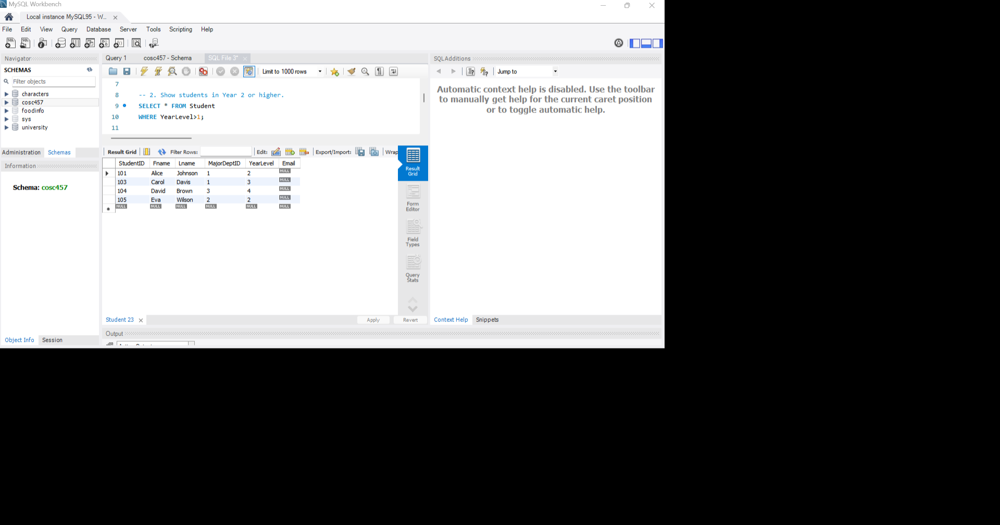 MySQL Workbench
Local instance MySQL95 - W...
File Edit View Query Database Server Tools Scripting Help
Navigator
SCHEMAS
Filter objects
characters
cosc457
foodinfo
sys
university
Administration Schemas
Information
Schema: cosc457
Object Info Session
Query 1 cosc457 - Schema SQL File 3*
Limit to 1000 rows
7
8 -- 2. Show students in Year 2 or higher.
9 SELECT * FROM Student
10 WHERE YearLevel>1;
11
Result Grid Filter Rows: Edit: Export/Import: Wrap
StudentID Fname Lname MajorDeptID YearLevel Email
101 Alice Johnson 1 2 NULL
103 Carol Davis 1 3 NULL
104 David Brown 3 4 NULL
105 Eva Wilson 2 2 NULL
NULL NULL NULL NULL NULL NULL
Result
Grid
Form
Editor
Field
Types
Query
Stats
Student 23 Apply Revert
Output
SQLAdditions
Jump to
Automatic context help is disabled. Use the toolbar
to manually get help for the current caret position
or to toggle automatic help.
Context Help Snippets